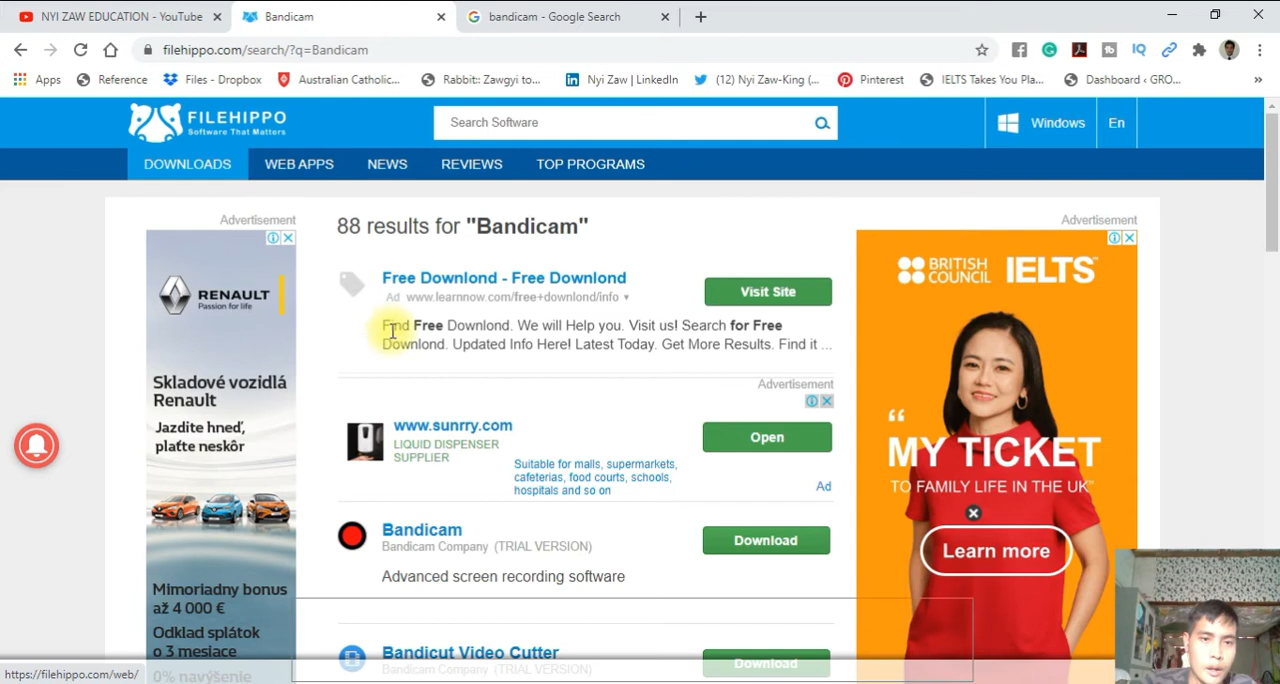 NYI ZAW EDUCATION - YouTube
Bandicam
bandicam - Google Search
filehippo.com/search/?q=Bandicam
Apps
Reference
Files - Dropbox
Australian Catholic...
Rabbit:: Zawgyi to...
Nyi Zaw | LinkedIn
(12) Nyi Zaw-King (...
Pinterest
IELTS Takes You Pla...
Dashboard ‹ GRO...
FILEHIPPO
Software That Matters
Search Software
Windows
En
DOWNLOADS
WEB APPS
NEWS
REVIEWS
TOP PROGRAMS
Advertisement
RENAULT
Passion for life
Skladové vozidlá
Renault
Jazdite hneď,
plaťte neskôr
Mimoriadny bonus
až 4 000 €
Odklad splátok
o 3 mesiace
0% navýšenie
88 results for "Bandicam"
Free Downlond - Free Downlond
Ad www.learnnow.com/free+downlond/info
Visit Site
Find Free Downlond. We will Help you. Visit us! Search for Free
Downlond. Updated Info Here! Latest Today. Get More Results. Find it ...
Advertisement
www.sunrry.com
LIQUID DISPENSER
SUPPLIER
Suitable for malls, supermarkets,
cafeterias, food courts, schools,
hospitals and so on
Open
Ad
Bandicam
Bandicam Company (TRIAL VERSION)
Download
Advanced screen recording software
Bandicut Video Cutter
Bandicam Company (TRIAL VERSION)
Download
Advertisement
BRITISH
COUNCIL
IELTS™
“
MY TICKET
TO FAMILY LIFE IN THE UK”
Learn more
https://filehippo.com/web/